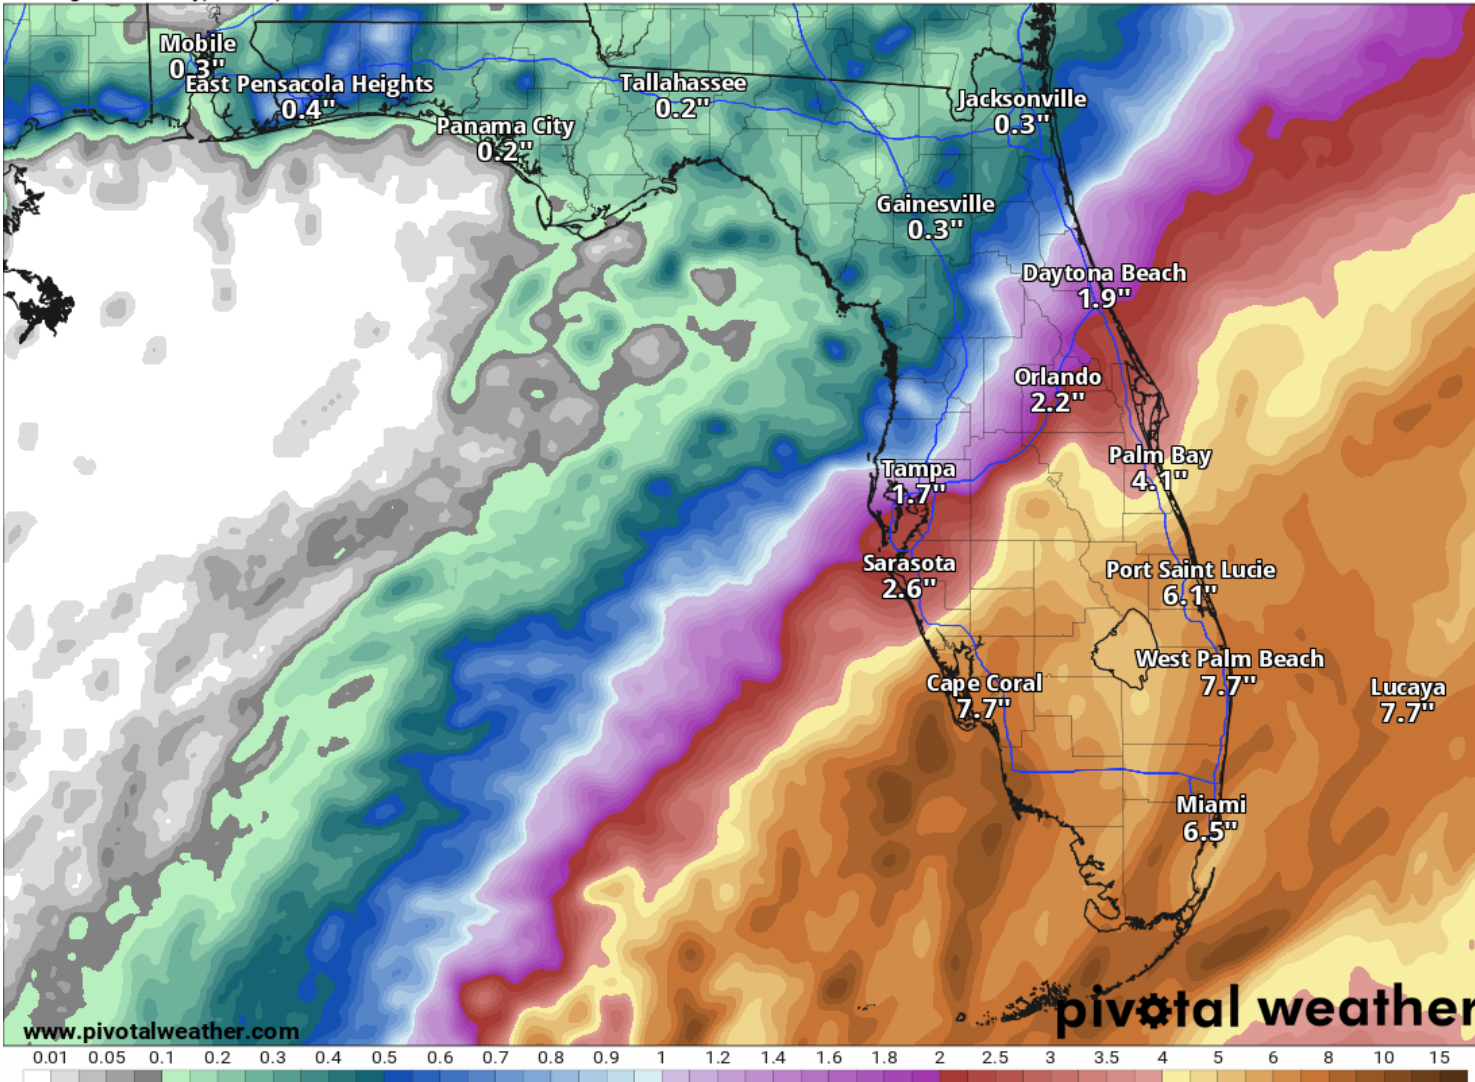 Mobile
0.3"
East Pensacola Heights
0.4"
Panama City
0.2"
Tallahassee
0.2"
Jacksonville
0.3"
Gainesville
0.3"
Daytona Beach
1.9"
Orlando
2.2"
Tampa
1.7"
Palm Bay
4.1"
Sarasota
2.6"
Port Saint Lucie
6.1"
West Palm Beach
7.7"
Cape Coral
7.7"
Lucaya
7.7"
Miami
6.5"
pivotal weather
www.pivotalweather.com
0.01 0.05 0.1 0.2 0.3 0.4 0.5 0.6 0.7 0.8 0.9 1 1.2 1.4 1.6 1.8 2 2.5 3 3.5 4 5 6 8 10 15